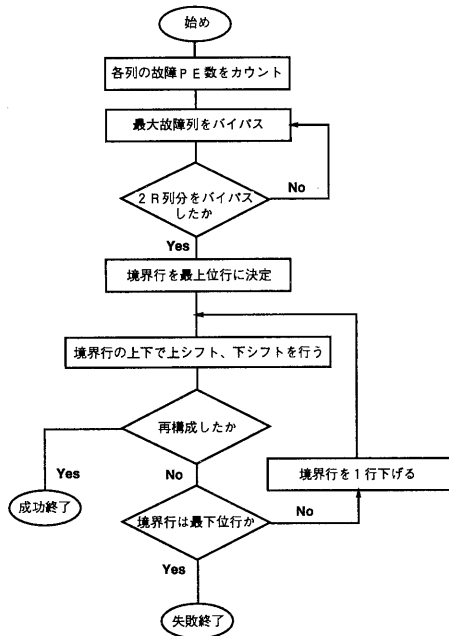 始め
各列の故障PE数をカウント
最大故障列をバイパス
2R列分をバイパス
したか
No
Yes
境界行を最上位行に決定
境界行の上下で上シフト、下シフトを行う
再構成したか
Yes
No
境界行を1行下げる
成功終了
境界行は最下位行か
No
Yes
失敗終了